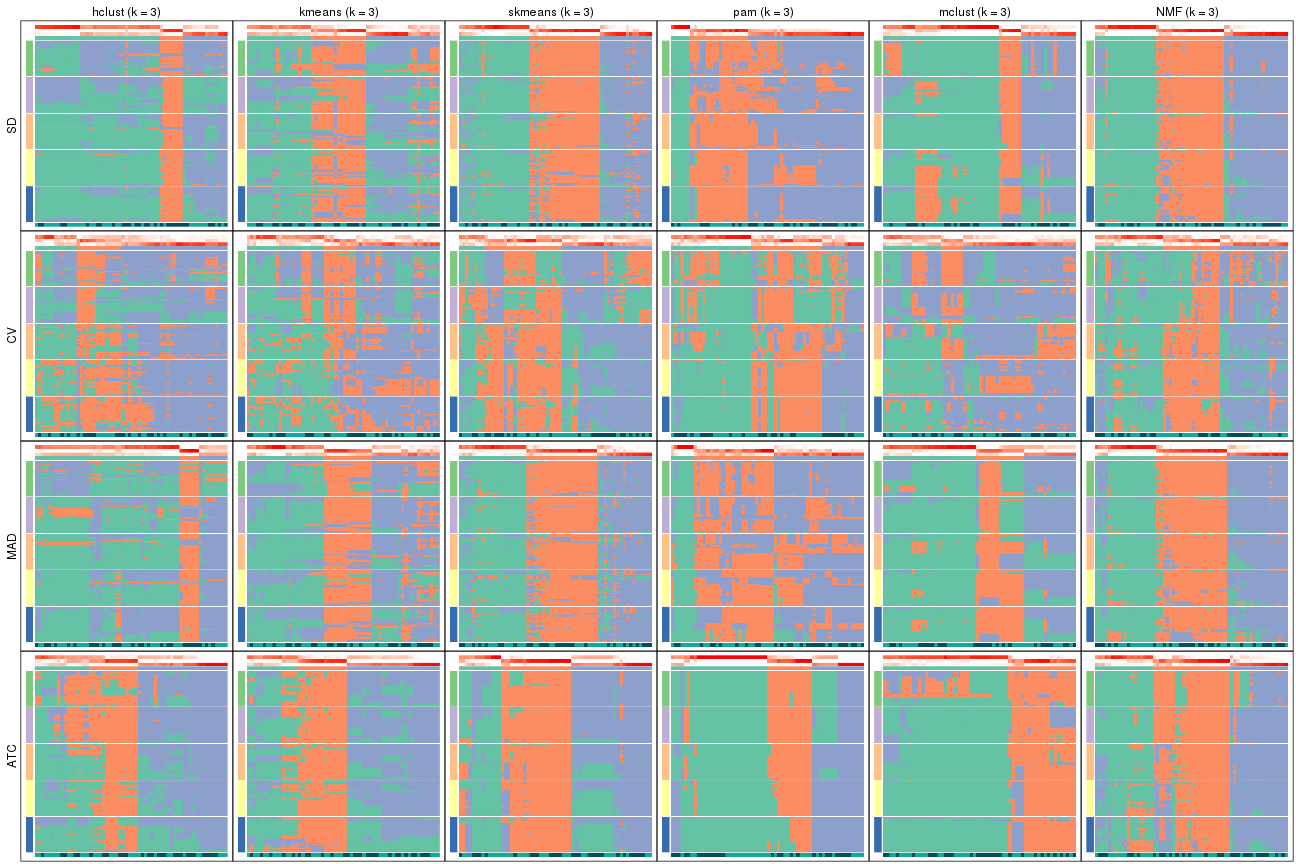 hclust (k = 3)
kmeans (k = 3)
skmeans (k = 3)
pam (k = 3)
mclust (k = 3)
NMF (k = 3)
SD
CV
MAD
ATC